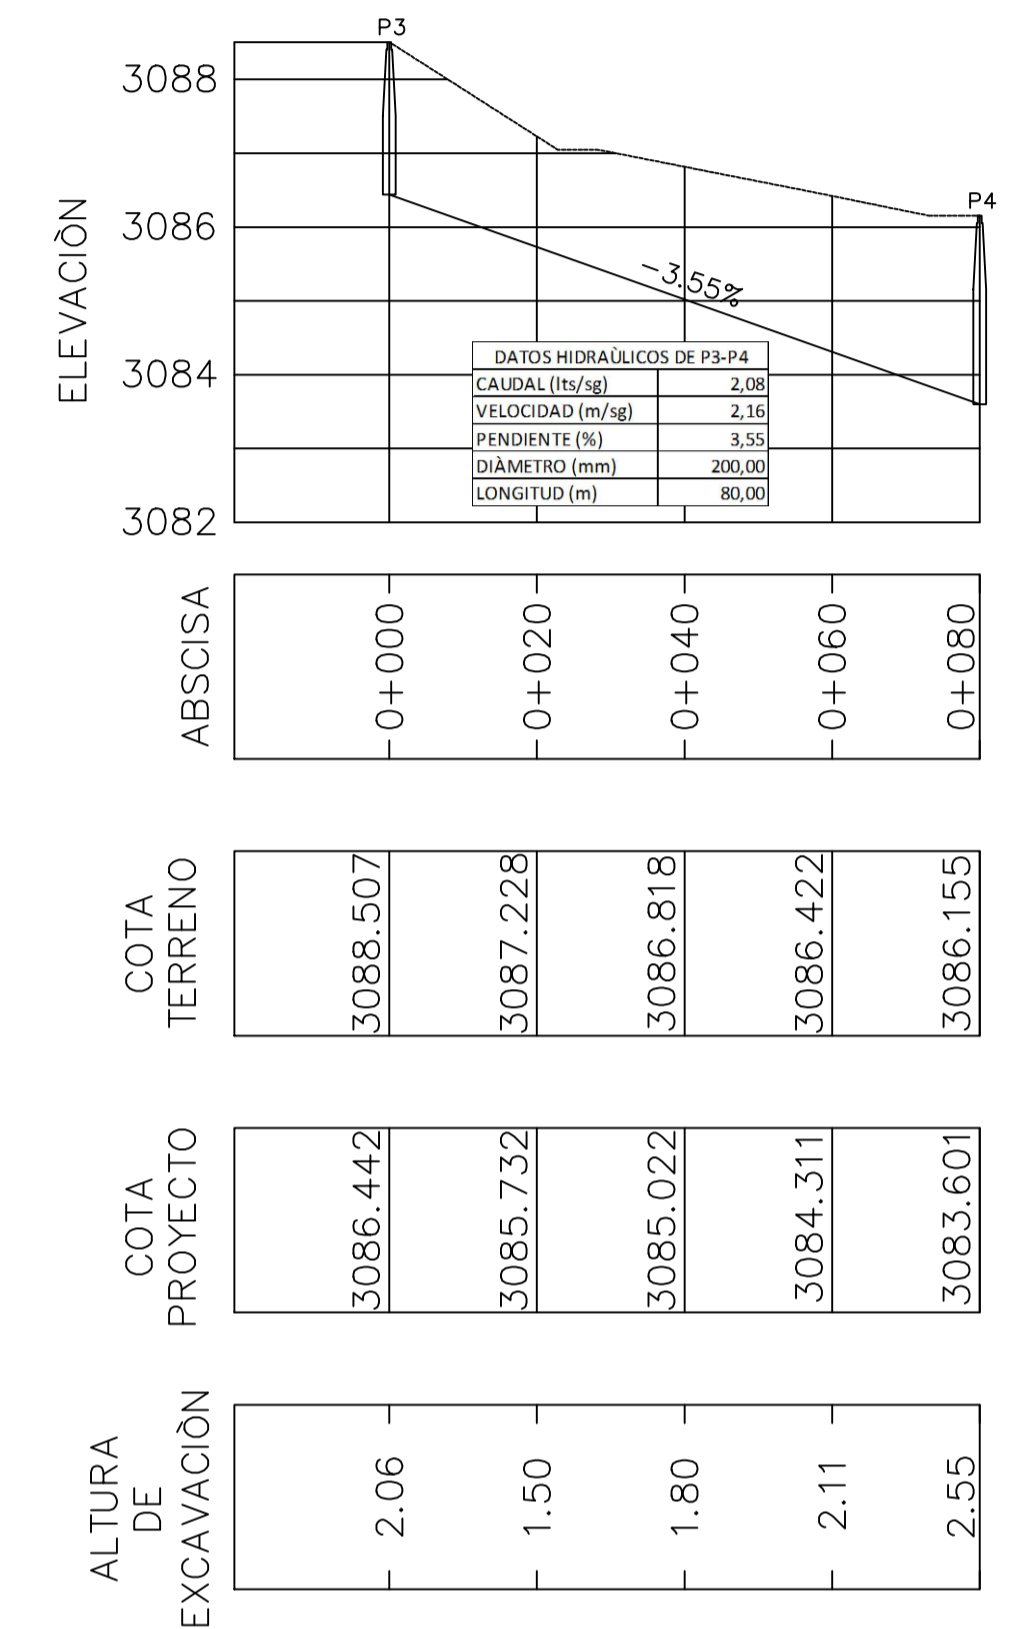 P3
3088
3086
3084
3082
ELEVACIÒN
P4
-3.55%
DATOS HIDRAÙLICOS DE P3-P4
CAUDAL (lts/sg) 2,08
VELOCIDAD (m/sg) 2,16
PENDIENTE (%) 3,55
DIÀMETRO (mm) 200,00
LONGITUD (m) 80,00
ABSCISA
0+000
0+020
0+040
0+060
0+080
COTA
TERRENO
3088.507
3087.228
3086.818
3086.422
3086.155
COTA
PROYECTO
3086.442
3085.732
3085.022
3084.311
3083.601
ALTURA
DE
EXCAVACIÒN
2.06
1.50
1.80
2.11
2.55